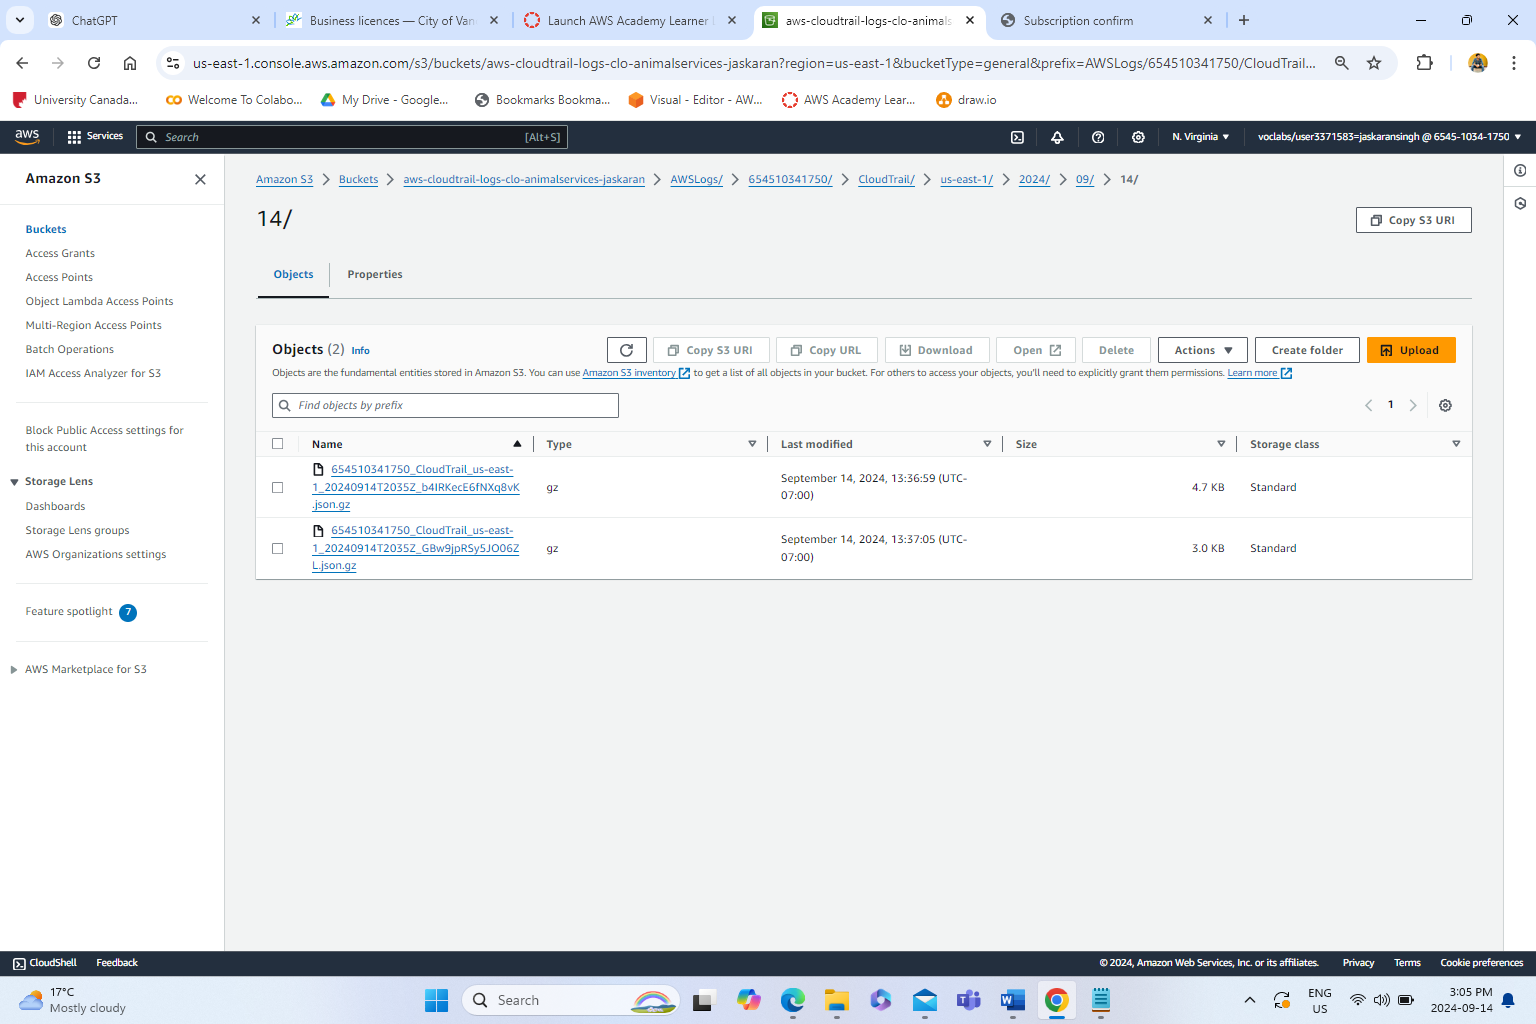 ChatGPT
Business licences — City of Van
Launch AWS Academy Learner
aws-cloudtrail-logs-clo-animals
Subscription confirm
us-east-1.console.aws.amazon.com/s3/buckets/aws-cloudtrail-logs-clo-animalservices-jaskaran?region=us-east-1&bucketType=general&prefix=AWSLogs/654510341750/CloudTrail...
University Canada...
Welcome To Colabo...
My Drive - Google...
Bookmarks Bookma...
Visual - Editor - AW...
AWS Academy Lear...
draw.io
aws
Services
Search
[Alt+S]
N. Virginia
voclabs/user3371583=jaskaransingh @ 6545-1034-1750
Amazon S3
Buckets
Access Grants
Access Points
Object Lambda Access Points
Multi-Region Access Points
Batch Operations
IAM Access Analyzer for S3
Block Public Access settings for
this account
Storage Lens
Dashboards
Storage Lens groups
AWS Organizations settings
Feature spotlight 7
AWS Marketplace for S3
Amazon S3 > Buckets > aws-cloudtrail-logs-clo-animalservices-jaskaran > AWSLogs/ > 654510341750/ > CloudTrail/ > us-east-1/ > 2024/ > 09/ > 14/
14/
Copy S3 URI
Objects
Properties
Objects (2) Info
Copy S3 URI
Copy URL
Download
Open
Delete
Actions
Create folder
Upload
Objects are the fundamental entities stored in Amazon S3. You can use Amazon S3 inventory to get a list of all objects in your bucket. For others to access your objects, you'll need to explicitly grant them permissions. Learn more
Find objects by prefix
1
Name
Type
Last modified
Size
Storage class
654510341750_CloudTrail_us-east-
1_20240914T2035Z_b4IRKecE6fNXq8vK
.json.gz
gz
September 14, 2024, 13:36:59 (UTC-
07:00)
4.7 KB
Standard
654510341750_CloudTrail_us-east-
1_20240914T2035Z_GBw9jpRSy5JO06Z
L.json.gz
gz
September 14, 2024, 13:37:05 (UTC-
07:00)
3.0 KB
Standard
CloudShell
Feedback
© 2024, Amazon Web Services, Inc. or its affiliates.
Privacy
Terms
Cookie preferences
17°C
Mostly cloudy
Search
ENG
US
3:05 PM
2024-09-14